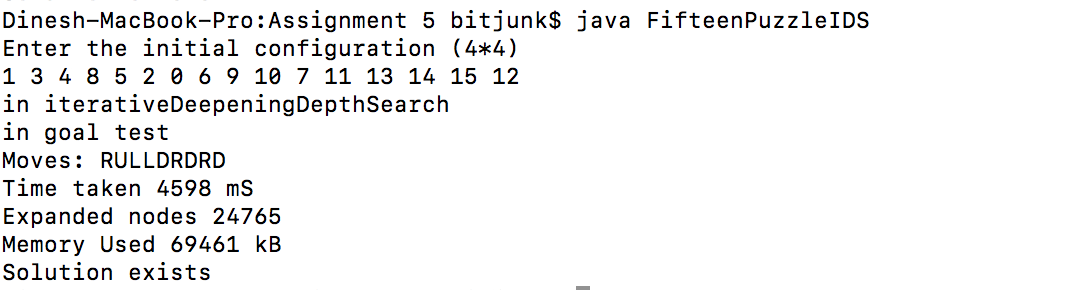 Dinesh-MacBook-Pro:Assignment 5 bitjunk$ java FifteenPuzzleIDS
Enter the initial configuration (4*4)
1 3 4 8 5 2 0 6 9 10 7 11 13 14 15 12
in iterativeDeepeningDepthSearch
in goal test
Moves: RULLDRDRD
Time taken 4598 mS
Expanded nodes 24765
Memory Used 69461 kB
Solution exists